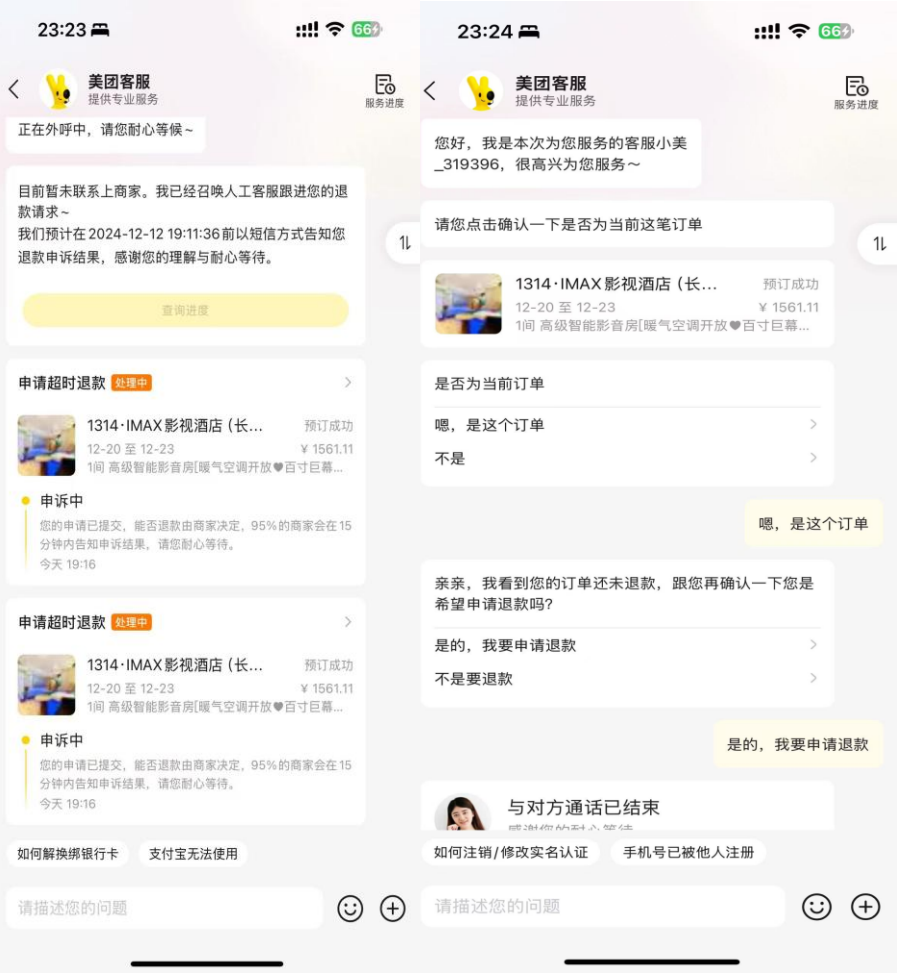 23:23
66
美团客服
提供专业服务
服务进度
正在外呼中，请您耐心等候~
目前暂未联系上商家。我已经召唤人工客服跟进您的退
款请求~
我们预计在2024-12-12 19:11:36前以短信方式告知您
退款申诉结果，感谢您的理解与耐心等待。
查询进度
申请超时退款 处理中
1314·IMAX影视酒店（长... 预订成功
12-20 至 12-23 ¥ 1561.11
1间 高级智能影音房[暖气空调开放♥百寸巨幕...
申诉中
您的申请已提交，能否退款由商家决定，95%的商家会在15
分钟内告知申诉结果，请您耐心等待。
今天 19:16
申请超时退款 处理中
1314·IMAX影视酒店（长... 预订成功
12-20 至 12-23 ¥ 1561.11
1间 高级智能影音房[暖气空调开放♥百寸巨幕...
申诉中
您的申请已提交，能否退款由商家决定，95%的商家会在15
分钟内告知申诉结果，请您耐心等待。
今天 19:16
如何解换绑银行卡 支付宝无法使用
请描述您的问题
23:24
66
美团客服
提供专业服务
服务进度
您好，我是本次为您服务的客服小美
_319396，很高兴为您服务～
请您点击确认一下是否为当前这笔订单
1314·IMAX影视酒店（长... 预订成功
12-20 至 12-23 ¥ 1561.11
1间 高级智能影音房[暖气空调开放♥百寸巨幕...
是否为当前订单
嗯，是这个订单
不是
嗯，是这个订单
亲亲，我看到您的订单还未退款，跟您再确认一下您是
希望申请退款吗?
是的，我要申请退款
不是要退款
是的，我要申请退款
与对方通话已结束
感谢您的耐心等待
如何注销/修改实名认证 手机号已被他人注册
请描述您的问题